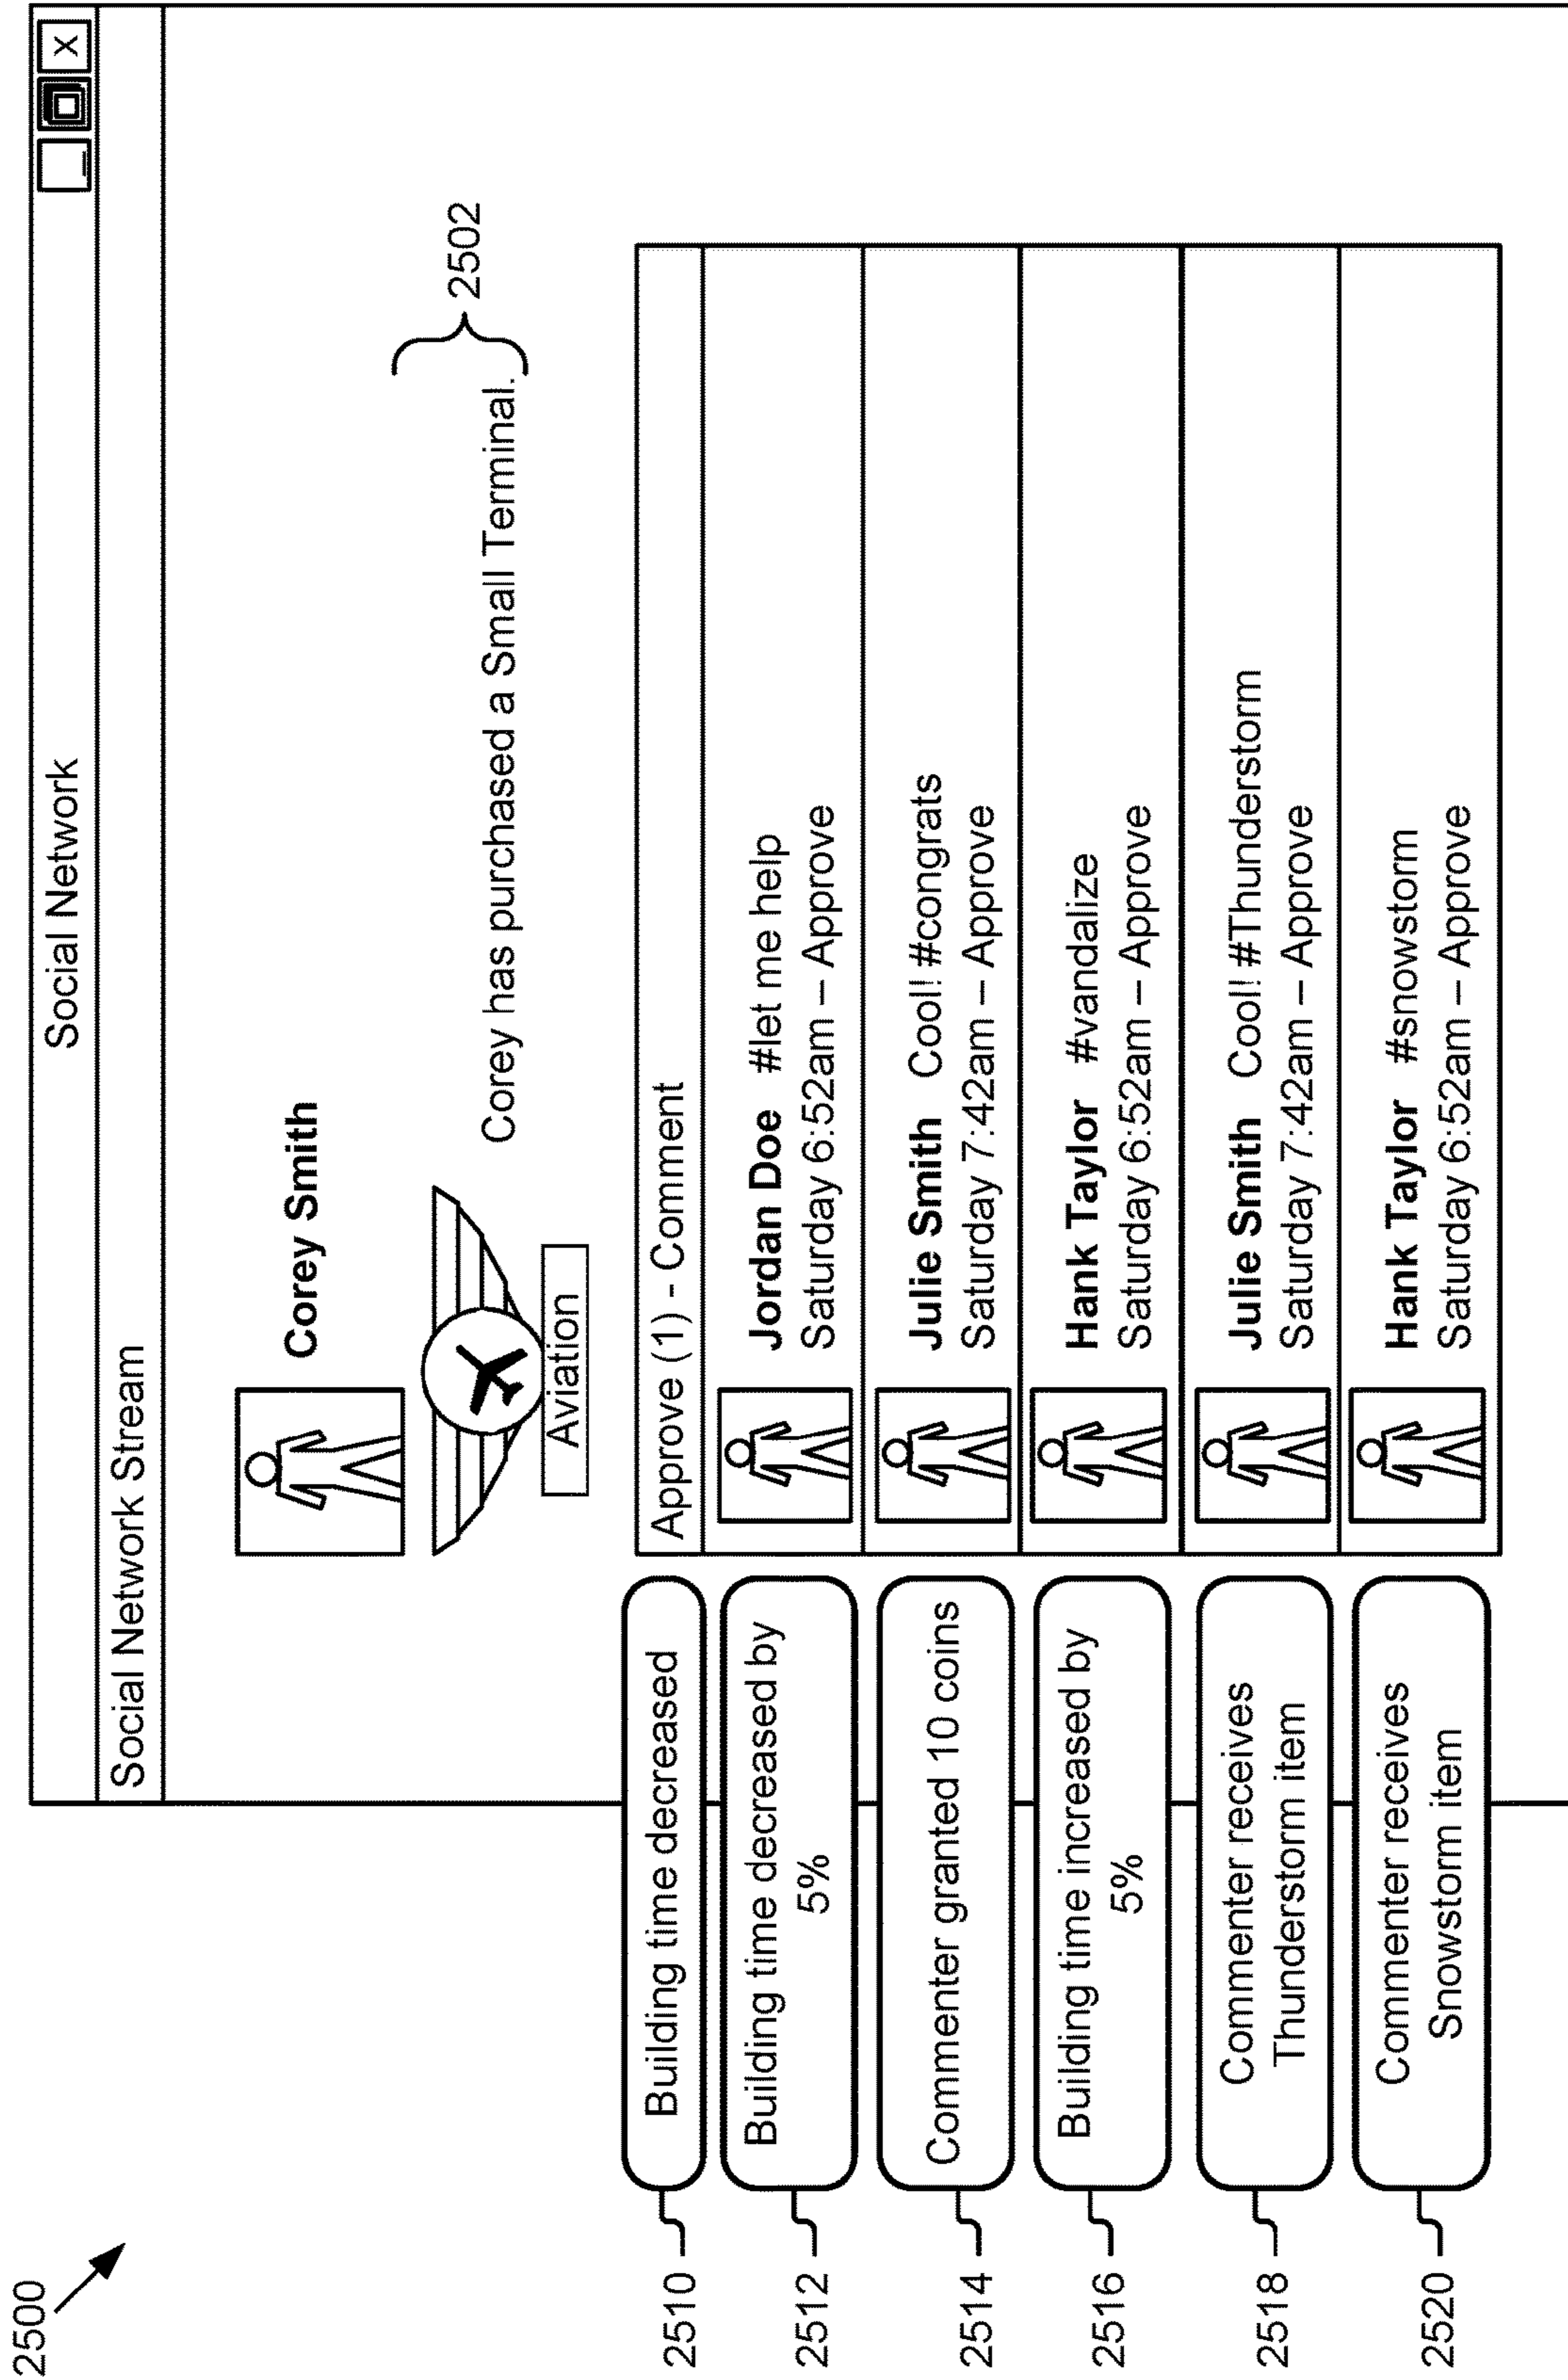 2500
Social Network
_ X
Social Network Stream
Corey Smith
Corey has purchased a Small Terminal.
2502
Aviation
Approve (1) - Comment
Jordan Doe #let me help
Saturday 6:52am – Approve
Julie Smith Cool! #congrats
Saturday 7:42am – Approve
Hank Taylor #vandalize
Saturday 6:52am – Approve
Julie Smith Cool! #Thunderstorm
Saturday 7:42am – Approve
Hank Taylor #snowstorm
Saturday 6:52am – Approve
2510
Building time decreased
2512
Building time decreased by
5%
2514
Commenter granted 10 coins
2516
Building time increased by
5%
2518
Commenter receives
Thunderstorm item
2520
Commenter receives
Snowstorm item